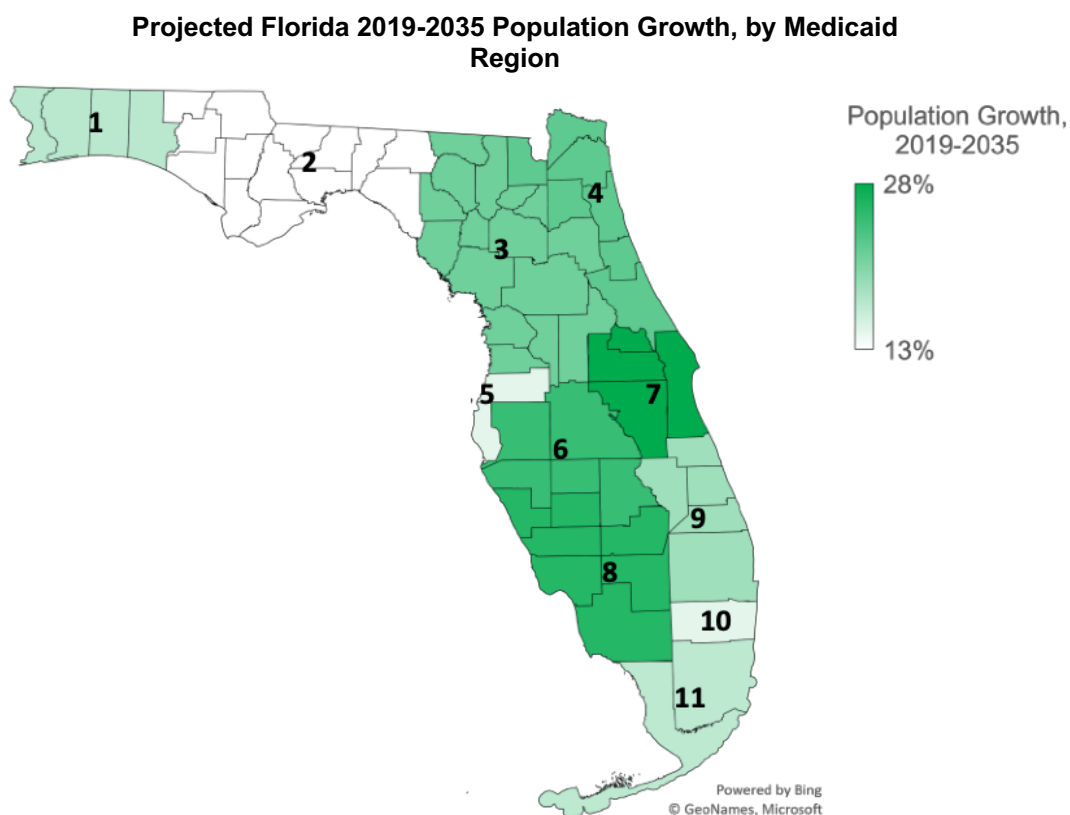 Projected Florida 2019-2035 Population Growth, by Medicaid
Region
Population Growth,
2019-2035
28%
13%
1
2
3
4
5
6
7
8
9
10
11
Powered by Bing
© GeoNames, Microsoft